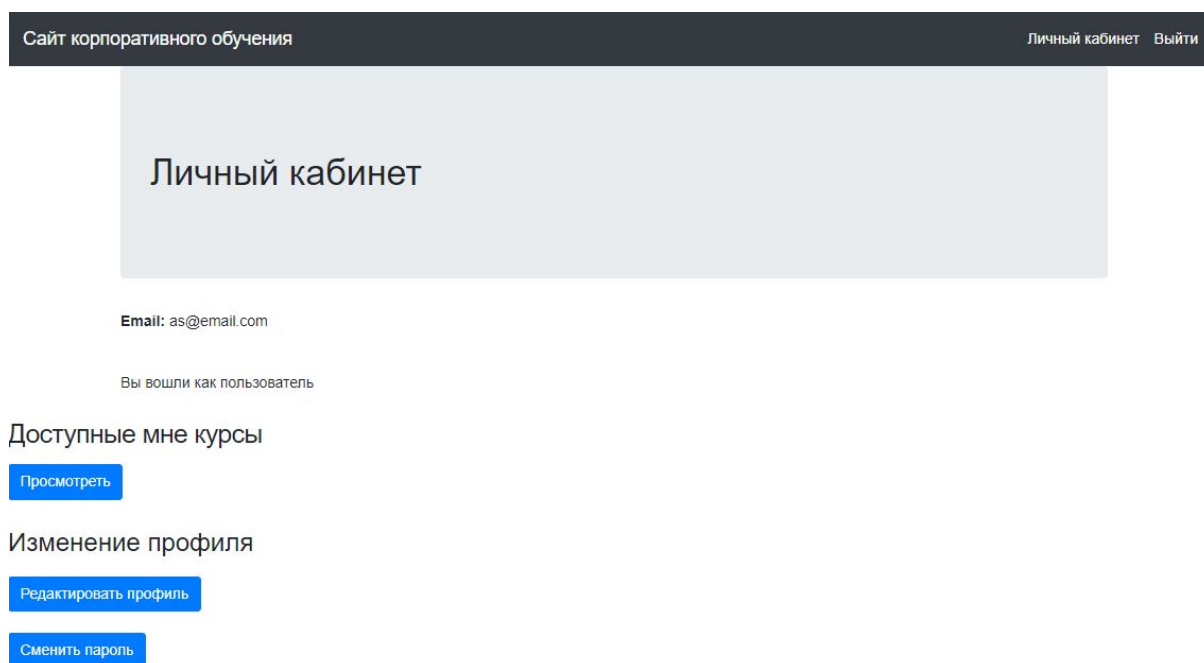 Сайт корпоративного обучения Личный кабинет Выйти
Личный кабинет
Email: as@email.com
Вы вошли как пользователь
Доступные мне курсы
Просмотреть
Изменение профиля
Редактировать профиль
Сменить пароль